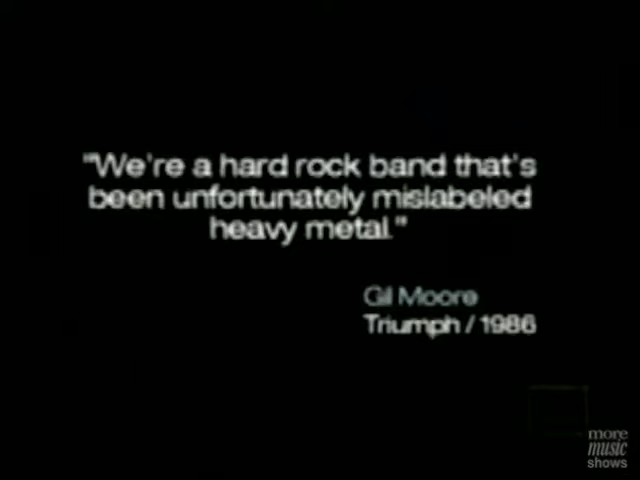 "We're a hard rock band that's
been unfortunately mislabeled
heavy metal."
Gil Moore
Triumph / 1986
more
music
shows